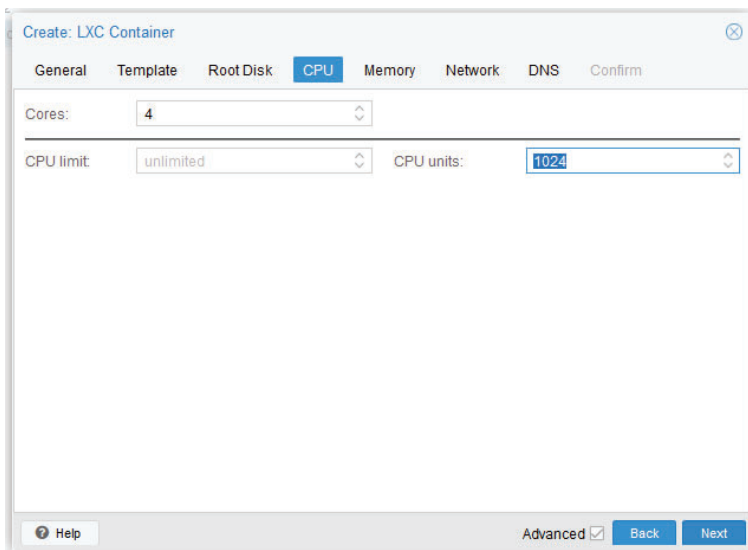 Create: LXC Container
General Template Root Disk CPU Memory Network DNS Confirm
Cores: 4
CPU limit: unlimited CPU units: 1024
Help Advanced Back Next